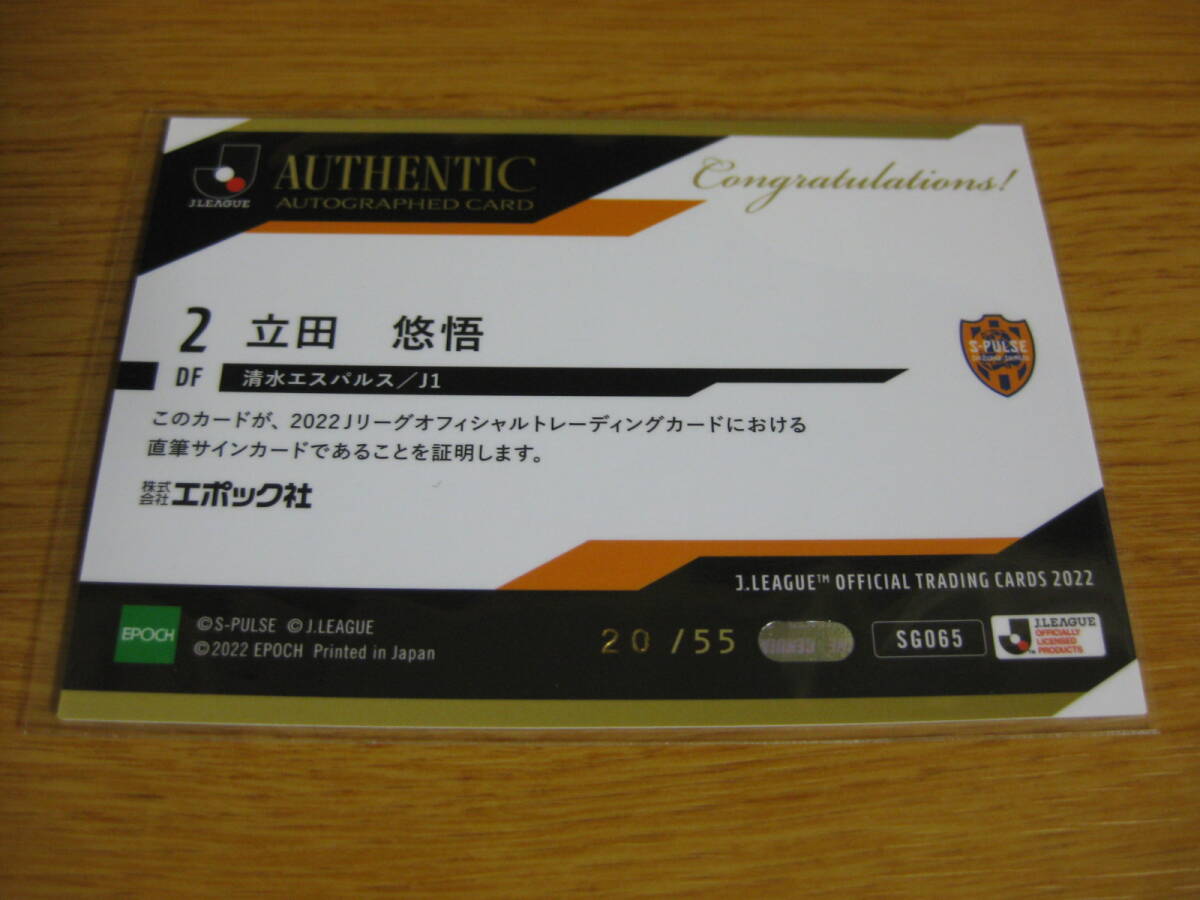 J.LEAGUE
AUTHENTIC
AUTOGRAPHED CARD
Congratulations!
2 立田 悠悟
DF 清水エスパルス／J1
S-PULSE
このカードが、2022Jリーグオフィシャルトレーディングカードにおける
直筆サインカードであることを証明します。
株式会社エポック社
J.LEAGUE™ OFFICIAL TRADING CARDS 2022
EPOCH
©S-PULSE ©J.LEAGUE
©2022 EPOCH Printed in Japan
20/55
SG065
J.LEAGUE
OFFICIALLY
LICENSED
PRODUCTS